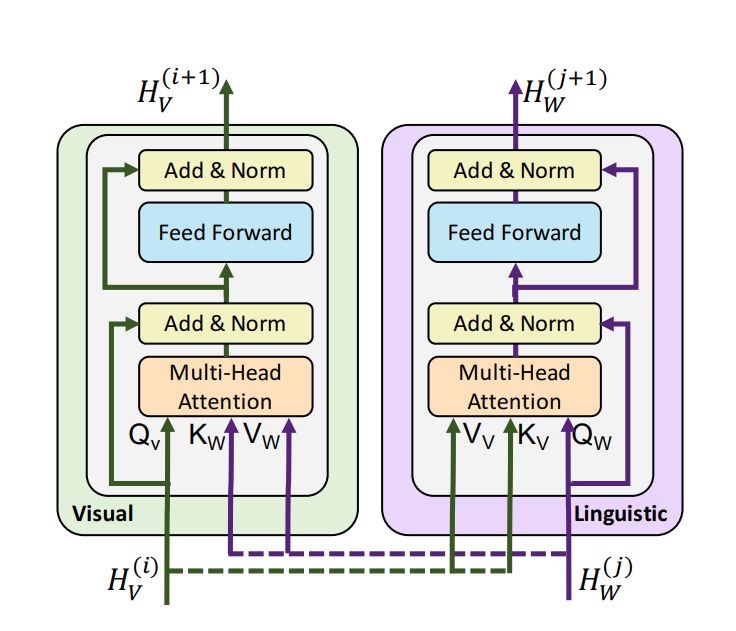 H_V^(i+1)
H_W^(j+1)
Add & Norm
Add & Norm
Feed Forward
Feed Forward
Add & Norm
Add & Norm
Multi-Head
Attention
Multi-Head
Attention
Q_v K_W V_W
V_V K_V Q_W
Visual
Linguistic
H_V^(i)
H_W^(j)